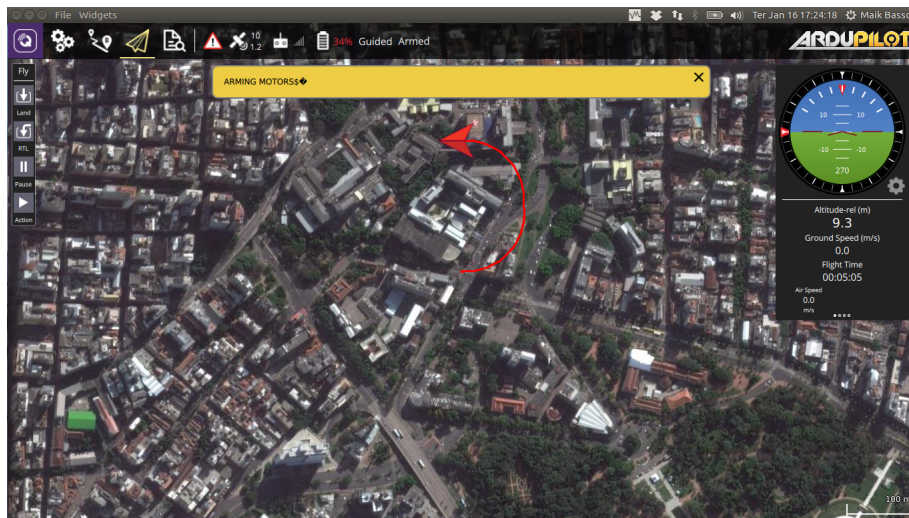 File Widgets
Ter Jan 16 17:24:18 Maik Basso
10
1.2
34% Guided Armed
ARDUPILOT
Fly
Land
RTL
Pause
Action
ARMING MOTORS$�
10 10
-10 -10
270
Altitude-rel (m)
9.3
Ground Speed (m/s)
0.0
Flight Time
00:05:05
Air Speed
0.0
m/s
100 m